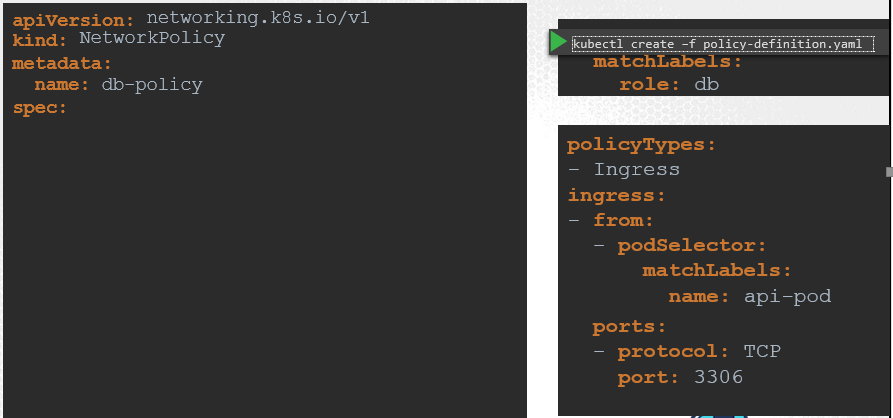 apiVersion: networking.k8s.io/v1
kind: NetworkPolicy
metadata:
name: db-policy
spec:
kubectl create -f policy-definition.yaml
matchLabels:
role: db
policyTypes:
- Ingress
ingress:
- from:
- podSelector:
matchLabels:
name: api-pod
ports:
- protocol: TCP
port: 3306